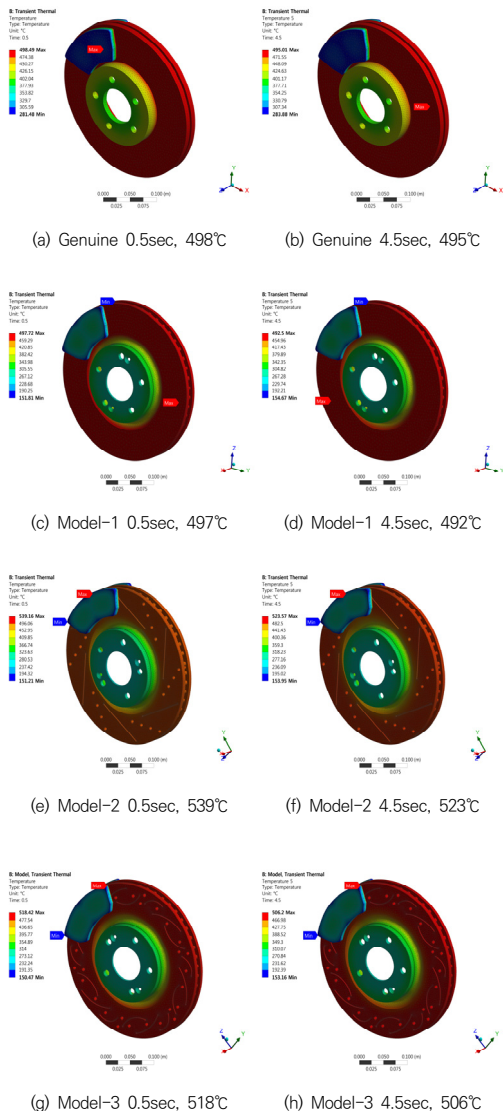 B: Transient Thermal
Temperature
Type: Temperature
Unit: °C
Time: 0.5
498.49 Max
474.38
450.27
426.15
402.04
377.93
353.82
329.7
305.59
281.48 Min
Max
0.000 0.050 0.100 (m)
0.025 0.075
Y
Z X
(a) Genuine 0.5sec, 498℃
B: Transient Thermal
Temperature 5
Type: Temperature
Unit: °C
Time: 4.5
495.01 Max
471.55
448.09
424.63
401.17
377.71
354.25
330.79
307.34
283.88 Min
Max
0.000 0.050 0.100 (m)
0.025 0.075
Y
Z X
(b) Genuine 4.5sec, 495℃
B: Transient Thermal
Temperature
Type: Temperature
Unit: °C
Time: 0.5
497.72 Max
459.29
420.85
382.42
343.98
305.55
267.12
228.68
190.25
151.81 Min
Min
Max
0.000 0.050 0.100 (m)
0.025 0.075
Z
X Y
(c) Model-1 0.5sec, 497℃
B: Transient Thermal
Temperature 5
Type: Temperature
Unit: °C
Time: 4.5
492.5 Max
454.96
417.43
379.89
342.35
304.82
267.28
229.74
192.21
154.67 Min
Min
Max
0.000 0.050 0.100 (m)
0.025 0.075
Z
X Y
(d) Model-1 4.5sec, 492℃
B: Transient Thermal
Temperature
Type: Temperature
Unit: °C
Time: 0.5
539.16 Max
496.06
452.95
409.85
366.74
323.63
280.53
237.42
194.32
151.21 Min
Max
Min
0.000 0.050 0.100 (m)
0.025 0.075
Y
Z
(e) Model-2 0.5sec, 539℃
B: Transient Thermal
Temperature 5
Type: Temperature
Unit: °C
Time: 4.5
523.57 Max
482.5
441.43
400.36
359.3
318.23
277.16
236.09
195.02
153.95 Min
Max
Min
0.000 0.050 0.100 (m)
0.025 0.075
Y
Z
(f) Model-2 4.5sec, 523℃
B: Model, Transient Thermal
Temperature
Type: Temperature
Unit: °C
Time: 0.5
518.42 Max
477.54
436.65
395.77
354.89
314
273.12
232.24
191.35
150.47 Min
Max
Min
0.000 0.050 0.100 (m)
0.025 0.075
Z Y
(g) Model-3 0.5sec, 518℃
B: Model, Transient Thermal
Temperature 5
Type: Temperature
Unit: °C
Time: 4.5
506.2 Max
466.98
427.75
388.52
349.3
310.07
270.84
231.62
192.39
153.16 Min
Max
Min
0.000 0.050 0.100 (m)
0.025 0.075
Z Y
(h) Model-3 4.5sec, 506℃